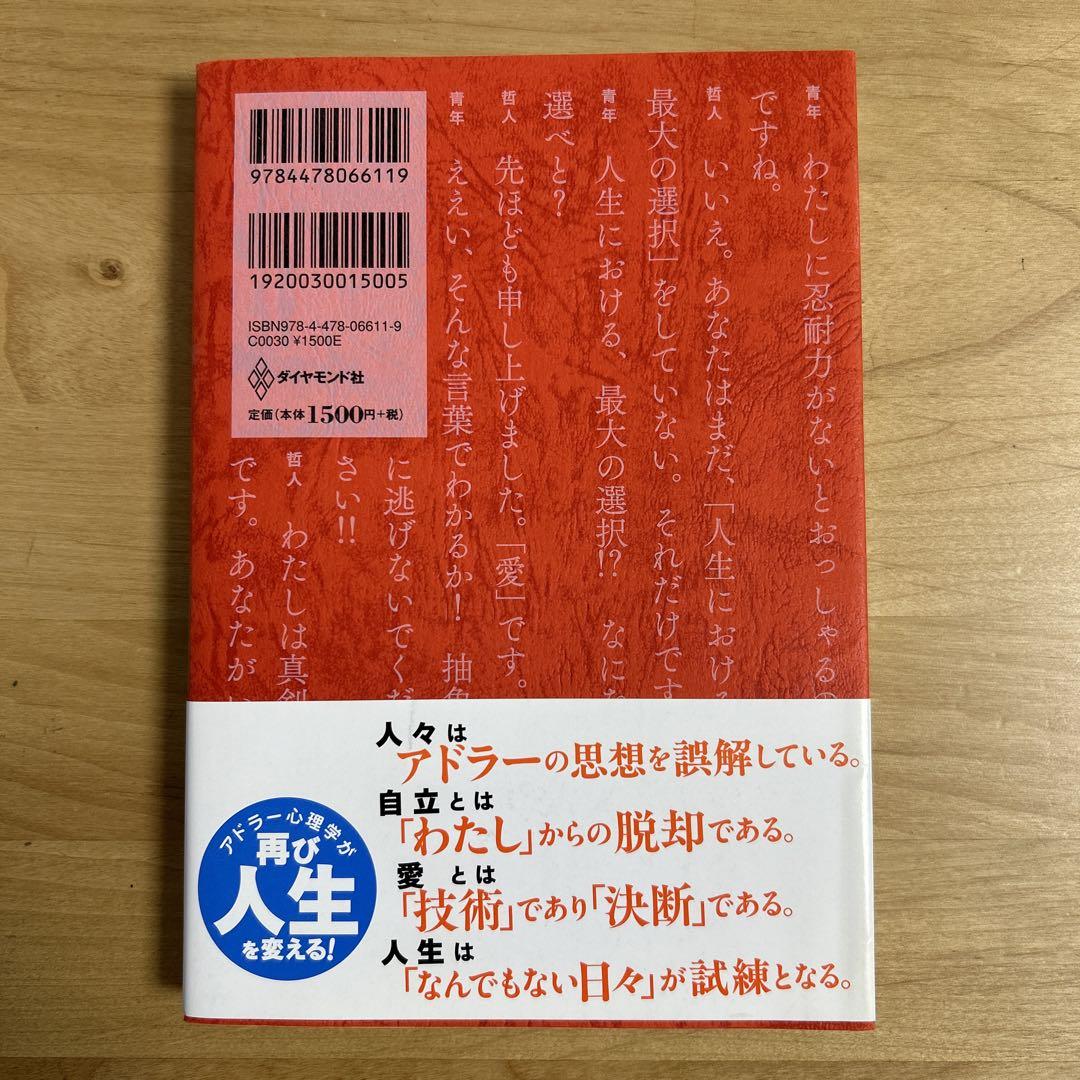 青年　わたしに忍耐力がないとおっしゃるの
ですね。
哲人　いいえ。あなたはまだ、「人生におけ
最大の選択」をしていない。それだけです
青年　人生における、最大の選択!?　なに
選べと?
哲人　先ほども申し上げました。「愛」です。
青年　ええい、そんな言葉でわかるか!　抽象
に逃げないでくだ
さい!!
哲人　わたしは真剣
です。あなたが
9784478066119
1920030015005
ISBN978-4-478-06611-9
C0030 ¥1500E
ダイヤモンド社
定価(本体1500円+税)
人々は
アドラーの思想を誤解している。
自立とは
「わたし」からの脱却である。
愛とは
「技術」であり「決断」である。
人生は
「なんでもない日々」が試練となる。
アドラー心理学が
再び
人生
を変える!